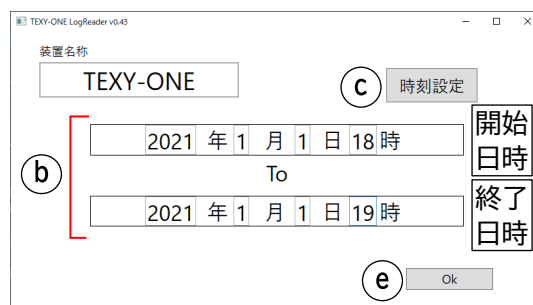 TEXY-ONE LogReader v0.43
装置名称
TEXY-ONE
c 時刻設定
開始
日時
b
2021 年 1 月 1 日 18 時
To
2021 年 1 月 1 日 19 時
終了
日時
e Ok